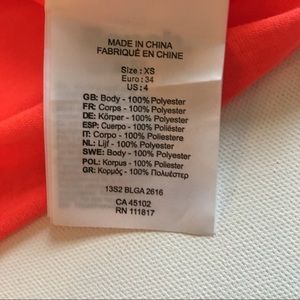 MADE IN CHINA
FABRIQUÉ EN CHINE
Size : XS
Euro : 34
US : 4
GB: Body - 100% Polyester
FR: Corps - 100% Polyester
DE: Körper - 100% Polyester
ESP: Cuerpo - 100% Poliéster
IT: Corpo - 100% Poliestere
NL: Lijf - 100% Polyester
SWE: Body - 100% Polyester
POL: Korpus - 100% Polyester
GR: Κορμός - 100% Πολυέστερ
13S2 BLGA 2616
CA 45102
RN 111817